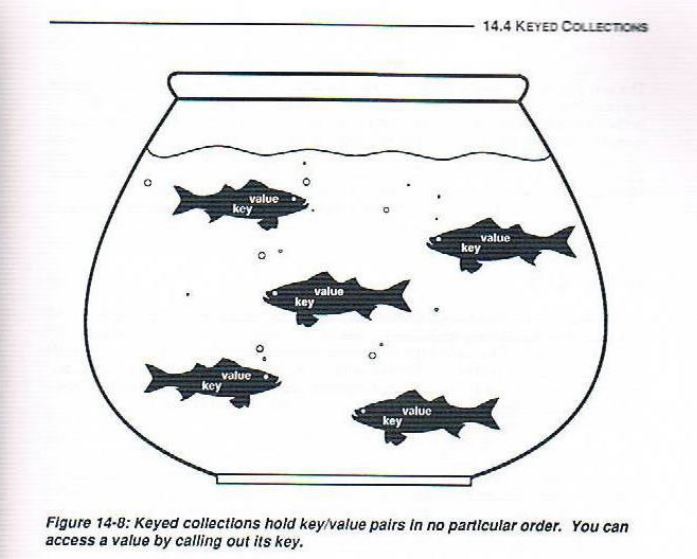 14.4 KEYED COLLECTIONS
value
key
value
key
value
key
value
key
value
key
Figure 14-8: Keyed collections hold key/value pairs in no particular order. You can
access a value by calling out its key.